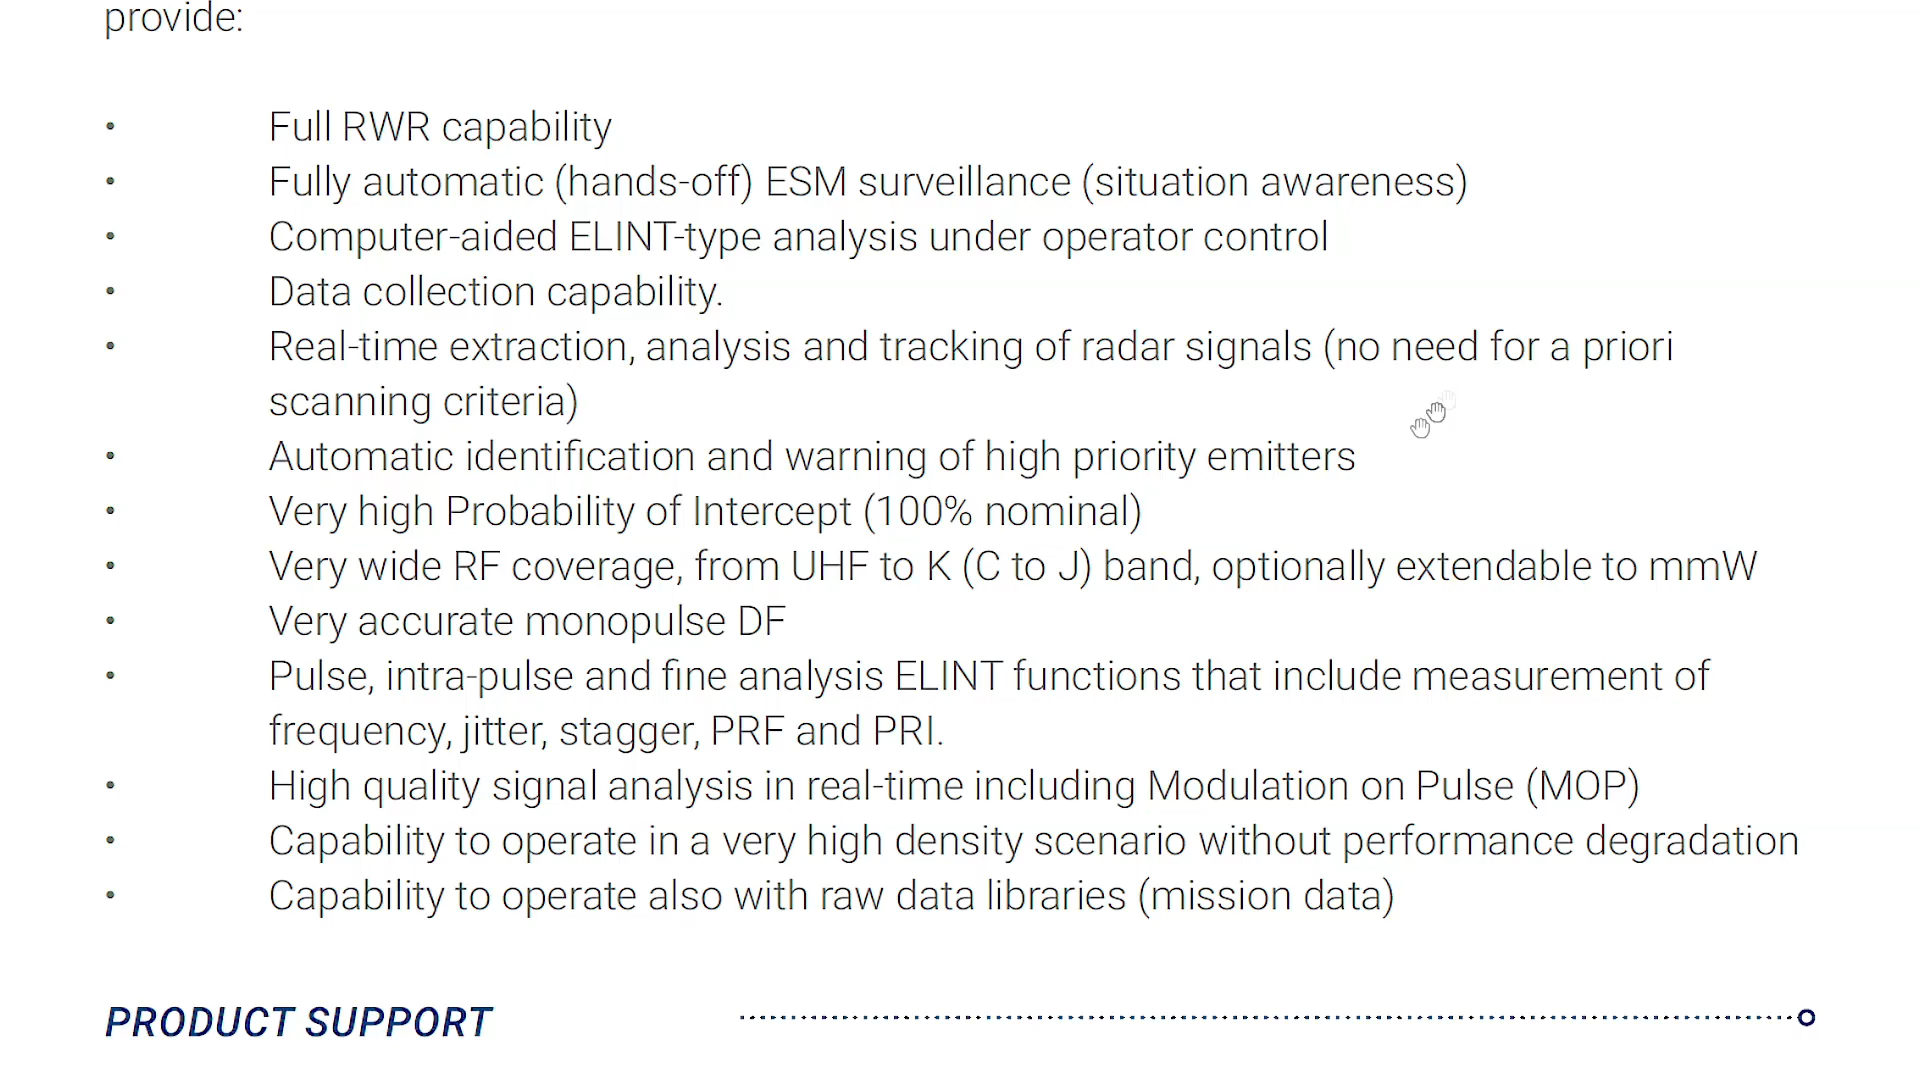 provide:
• Full RWR capability
• Fully automatic (hands-off) ESM surveillance (situation awareness)
• Computer-aided ELINT-type analysis under operator control
• Data collection capability.
• Real-time extraction, analysis and tracking of radar signals (no need for a priori
scanning criteria)
• Automatic identification and warning of high priority emitters
• Very high Probability of Intercept (100% nominal)
• Very wide RF coverage, from UHF to K (C to J) band, optionally extendable to mmW
• Very accurate monopulse DF
• Pulse, intra-pulse and fine analysis ELINT functions that include measurement of
frequency, jitter, stagger, PRF and PRI.
• High quality signal analysis in real-time including Modulation on Pulse (MOP)
• Capability to operate in a very high density scenario without performance degradation
• Capability to operate also with raw data libraries (mission data)
PRODUCT SUPPORT